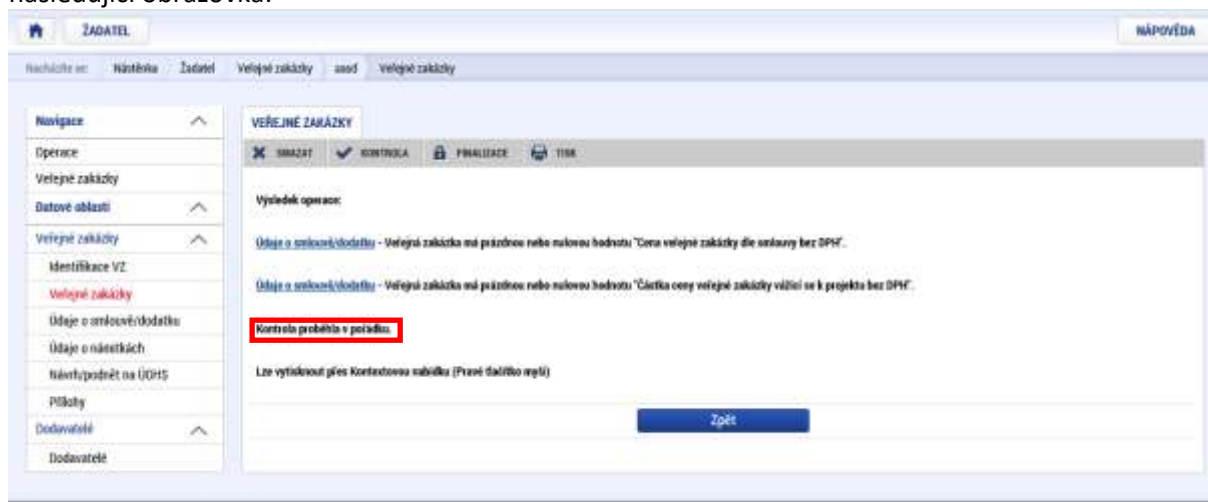 následující obrazovka:
ŽADATEL
NÁPOVĚDA
Nacházíte se: Nástěnka Žadatel Veřejné zakázky Veřejné zakázky
Navigace
VEŘEJNÉ ZAKÁZKY
Operace
SMAZAT KONTROLA FINALIZACE TISK
Veřejné zakázky
Výsledek operace:
Datové oblasti
Veřejné zakázky
Údaje o smlouvě/dodatku - Veřejná zakázka má prázdnou nebo nulovou hodnotu "Cena veřejné zakázky dle smlouvy bez DPH".
Identifikace VZ
Veřejné zakázky
Údaje o smlouvě/dodatku - Veřejná zakázka má prázdnou nebo nulovou hodnotu "Částka ceny veřejné zakázky vážící se k projektu bez DPH".
Údaje o smlouvě/dodatku
Kontrola proběhla v pořádku.
Údaje o námitkách
Návrh/podnět na ÚOHS
Lze vytisknout přes Kontextovou nabídku (Pravé tlačítko myši)
Přílohy
Zpět
Dodavatelé
Dodavatelé